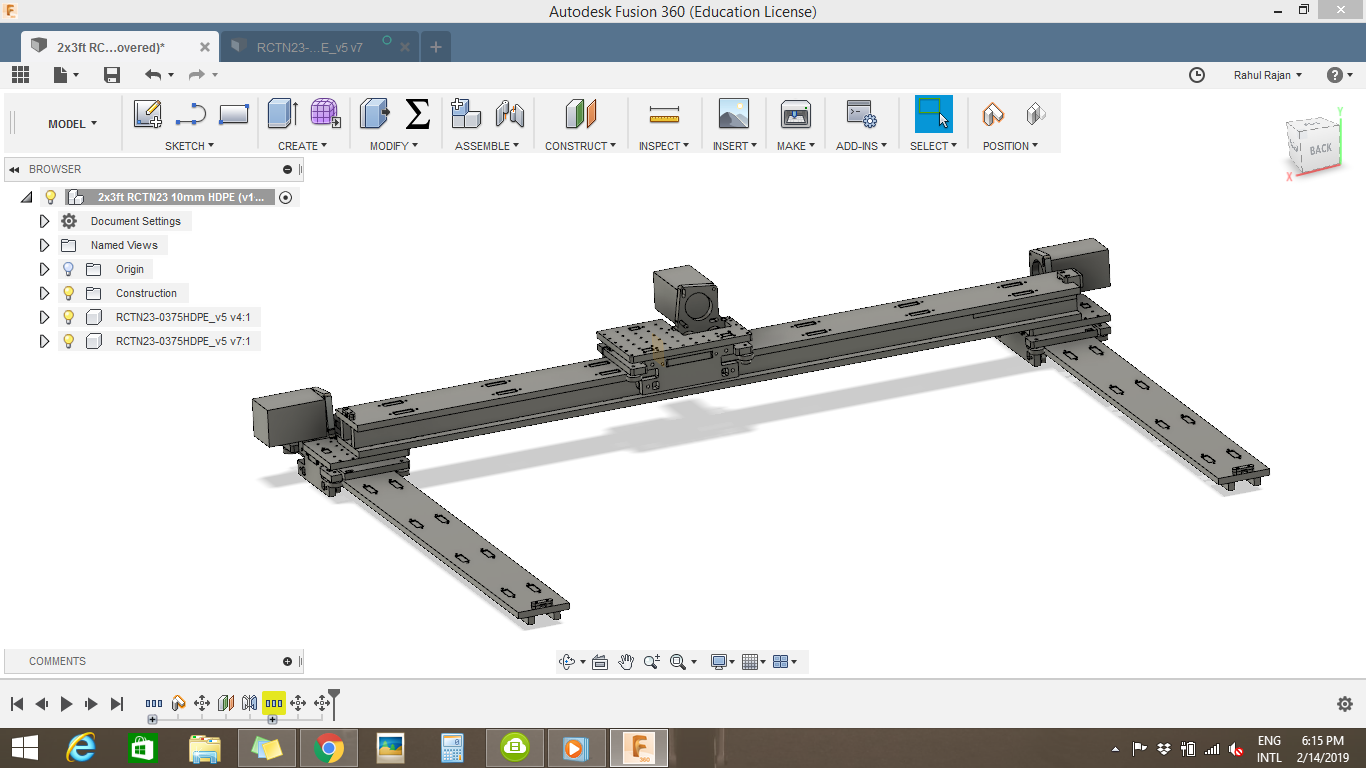 Autodesk Fusion 360 (Education License)
2x3ft RC...overed)*
RCTN23-...E_v5 v7
Rahul Rajan
MODEL
SKETCH
CREATE
MODIFY
ASSEMBLE
CONSTRUCT
INSPECT
INSERT
MAKE
ADD-INS
SELECT
POSITION
Y
BACK
X
BROWSER
2x3ft RCTN23 10mm HDPE (v1...
Document Settings
Named Views
Origin
Construction
RCTN23-0375HDPE_v5 v4:1
RCTN23-0375HDPE_v5 v7:1
COMMENTS
ENG
INTL
6:15 PM
2/14/2019